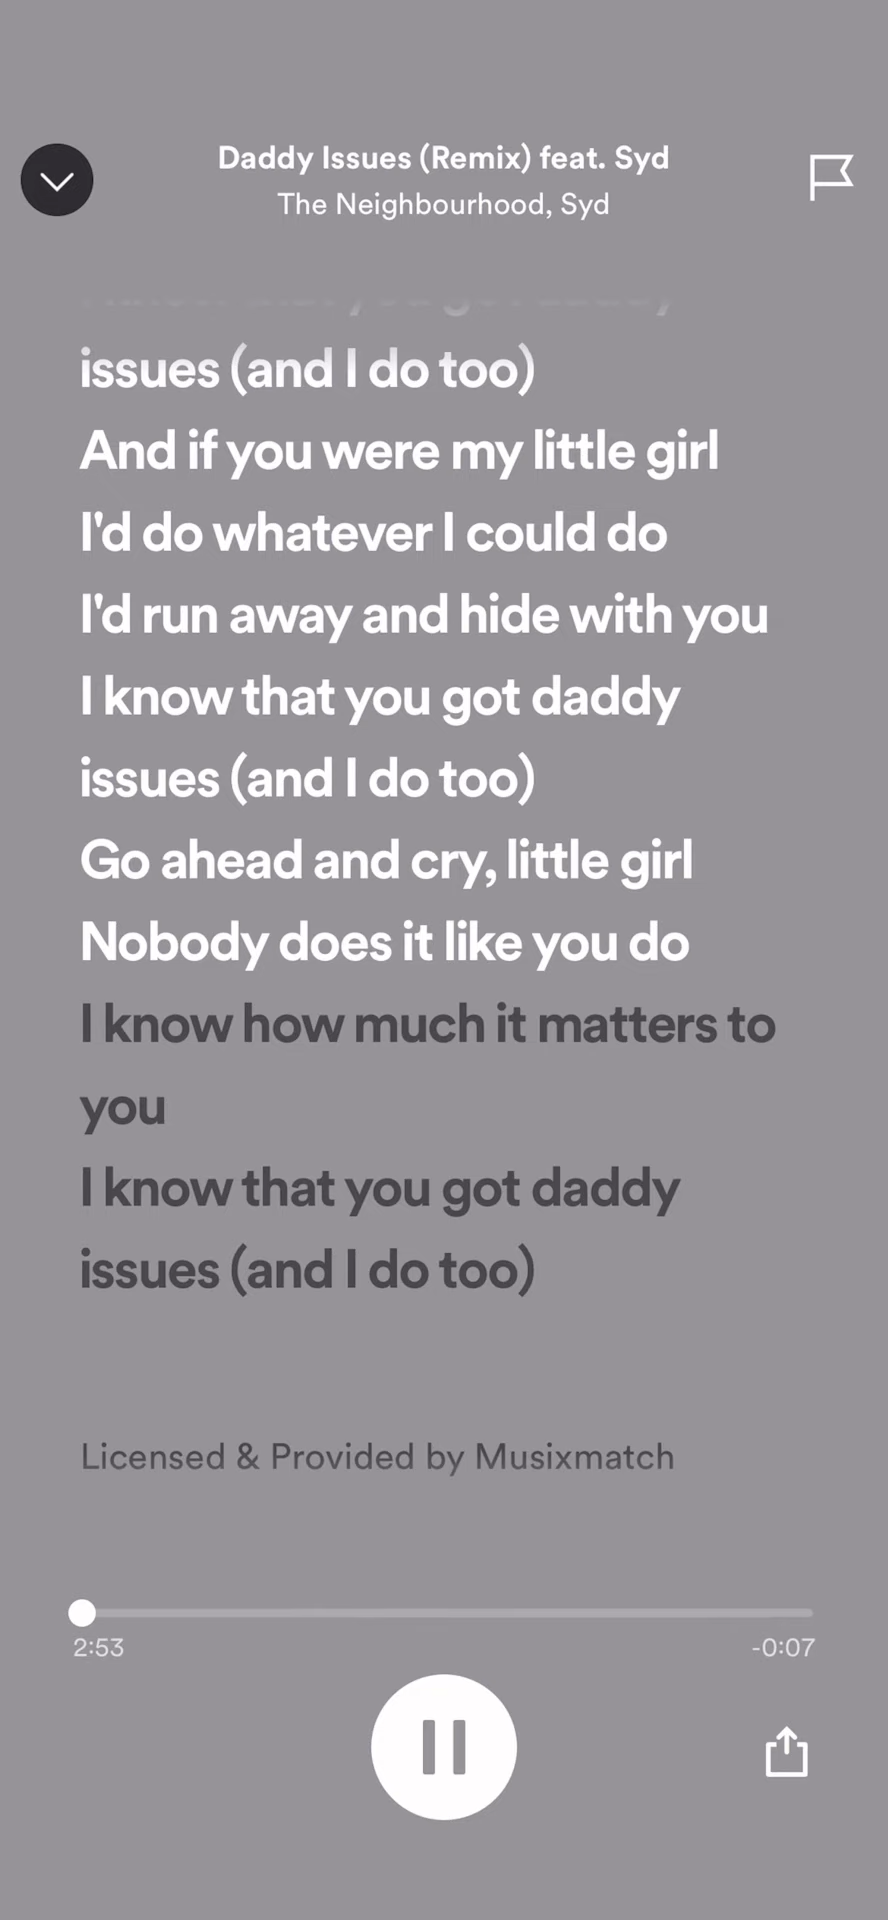 Daddy Issues (Remix) feat. Syd
The Neighbourhood, Syd
issues (and I do too)
And if you were my little girl
I'd do whatever I could do
I'd run away and hide with you
I know that you got daddy
issues (and I do too)
Go ahead and cry, little girl
Nobody does it like you do
I know how much it matters to
you
I know that you got daddy
issues (and I do too)
Licensed & Provided by Musixmatch
2:53
-0:07